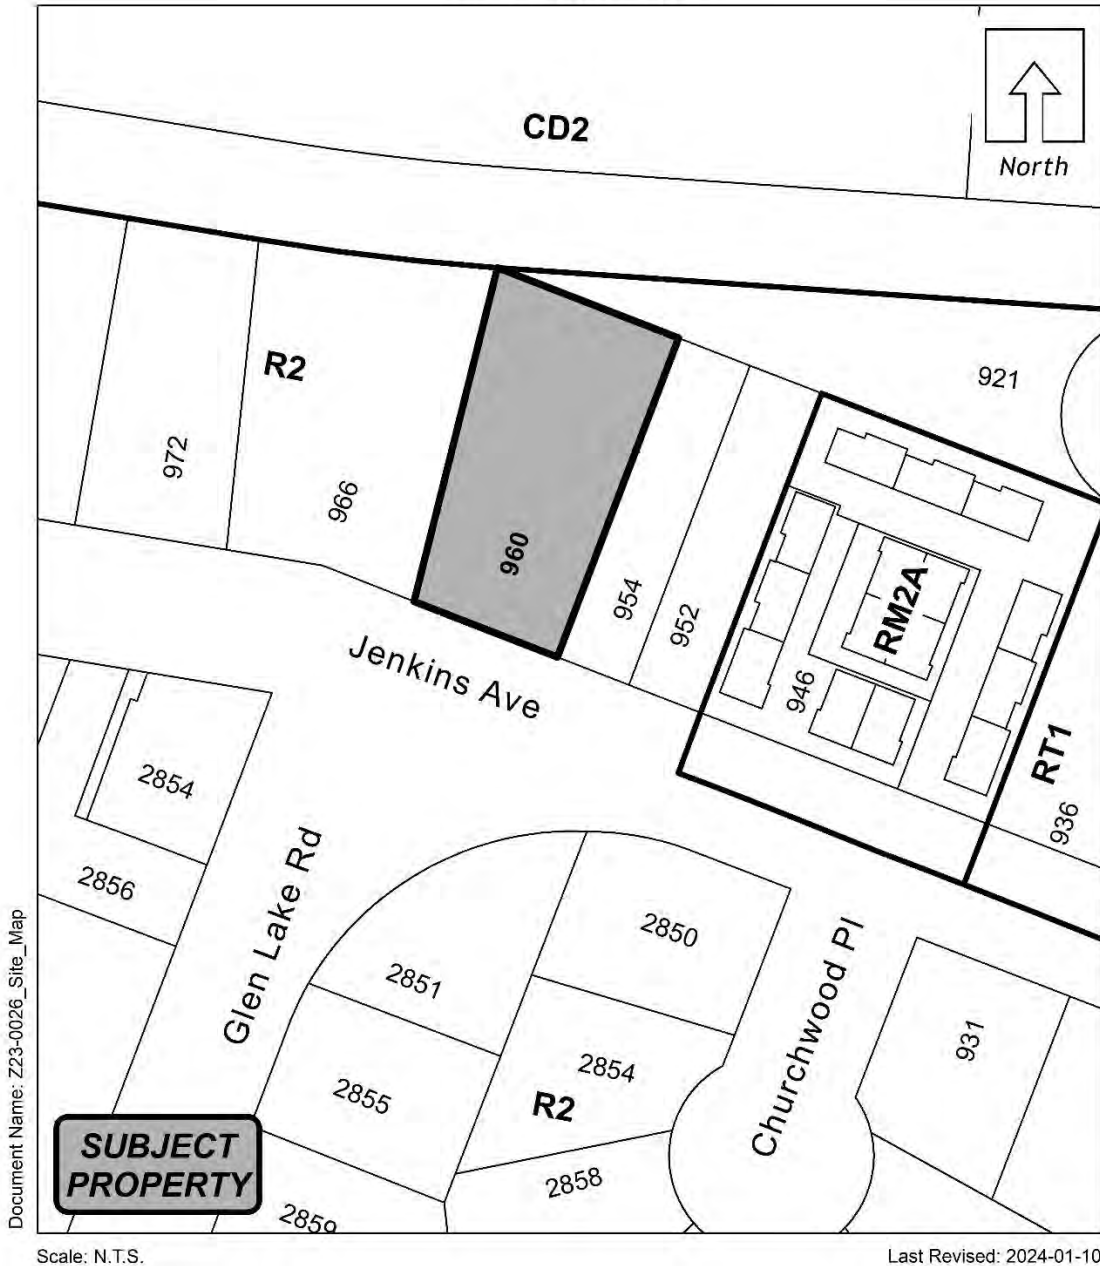 CD2
North
R2
921
972
966
960
954
952
RM2A
946
RT1
936
Jenkins Ave
2854
2856
Glen Lake Rd
2850
2851
2854
2855
R2
2858
2859
Churchwood Pl
931
SUBJECT
PROPERTY
Document Name: Z23-0026_Site_Map
Scale: N.T.S.
Last Revised: 2024-01-10